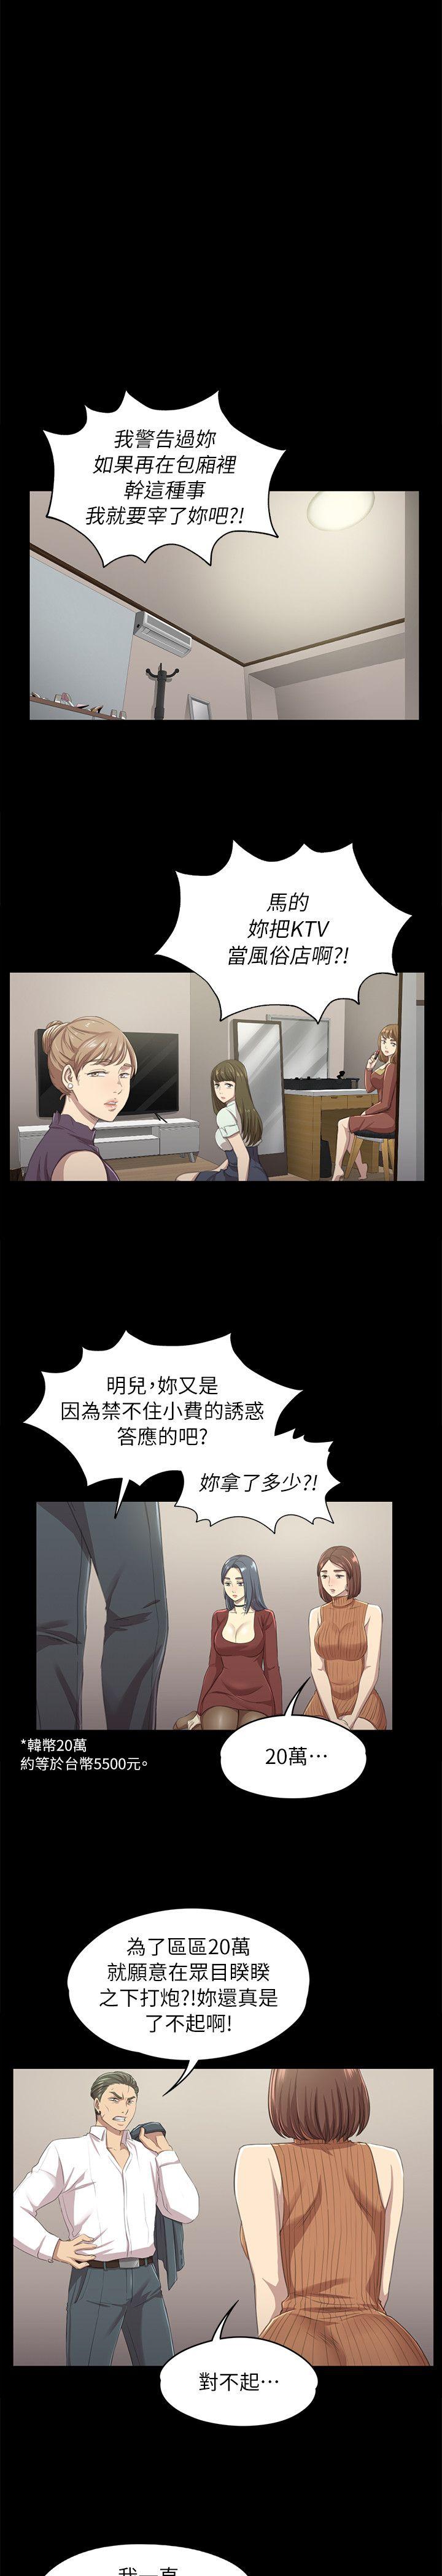 我警告過妳
如果再在包廂裡
幹這種事
我就要宰了妳吧?!
馬的
妳把KTV
當風俗店啊?!
明兒，妳又是
因為禁不住小費的誘惑
答應的吧?
妳拿了多少?!
*韓幣20萬
約等於台幣5500元。
20萬⋯
為了區區20萬
就願意在眾目睽睽
之下打炮?!妳還真是
了不起啊!
對不起⋯
我一直